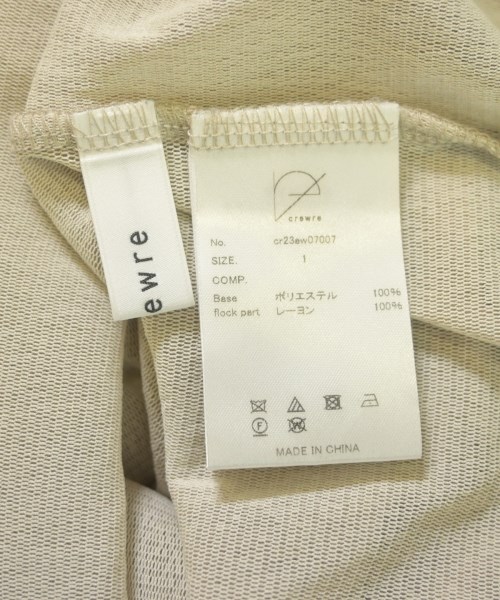 ewre
crewre
No. cr23aw07007
SIZE. 1
COMP.
Base ポリエステル 100%
flock part レーヨン 100%
F W
MADE IN CHINA